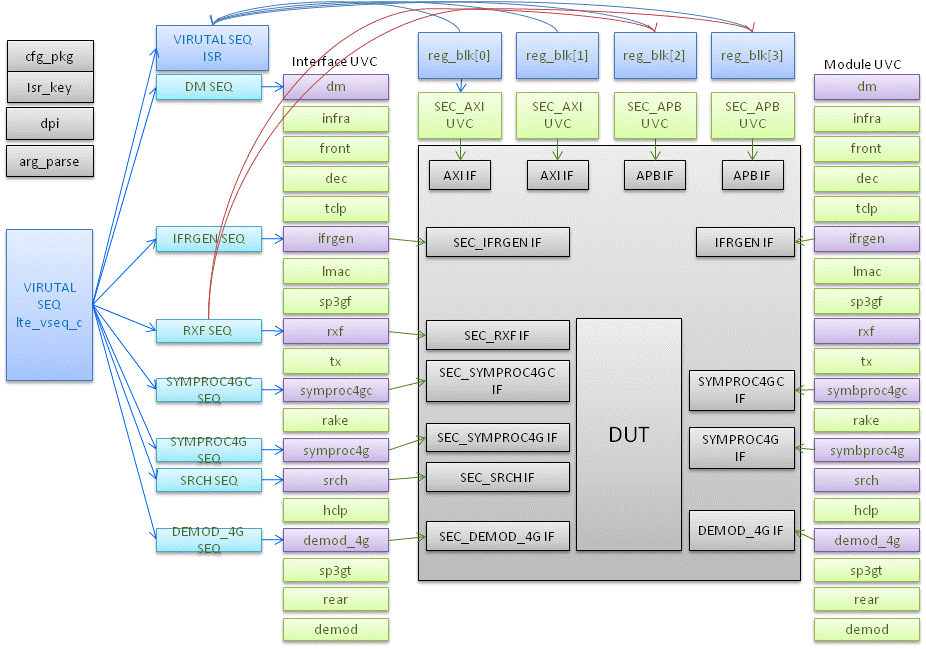 cfg_pkg
Isr_key
dpi
arg_parse
VIRUTAL
SEQ
lte_vseq_c
VIRUTAL SEQ
ISR
DM SEQ
IFRGEN SEQ
RXF SEQ
SYMPROC4GC
SEQ
SYMPROC4G
SEQ
SRCH SEQ
DEMOD_4G
SEQ
Interface UVC
dm
infra
front
dec
tclp
ifrgen
lmac
sp3gf
rxf
tx
symproc4gc
rake
symproc4g
srch
hclp
demod_4g
sp3gt
rear
demod
reg_blk[0]
reg_blk[1]
reg_blk[2]
reg_blk[3]
SEC_AXI
UVC
SEC_AXI
UVC
SEC_APB
UVC
SEC_APB
UVC
AXI IF
AXI IF
APB IF
APB IF
SEC_IFRGEN IF
SEC_RXF IF
SEC_SYMPROC4GC
IF
SEC_SYMPROC4G IF
SEC_SRCH IF
SEC_DEMOD_4G IF
DUT
IFRGEN IF
SYMPROC4GC
IF
SYMPROC4G
IF
DEMOD_4G IF
Module UVC
dm
infra
front
dec
tclp
ifrgen
lmac
sp3gf
rxf
tx
symbproc4gc
rake
symbproc4g
srch
hclp
demod_4g
sp3gt
rear
demod